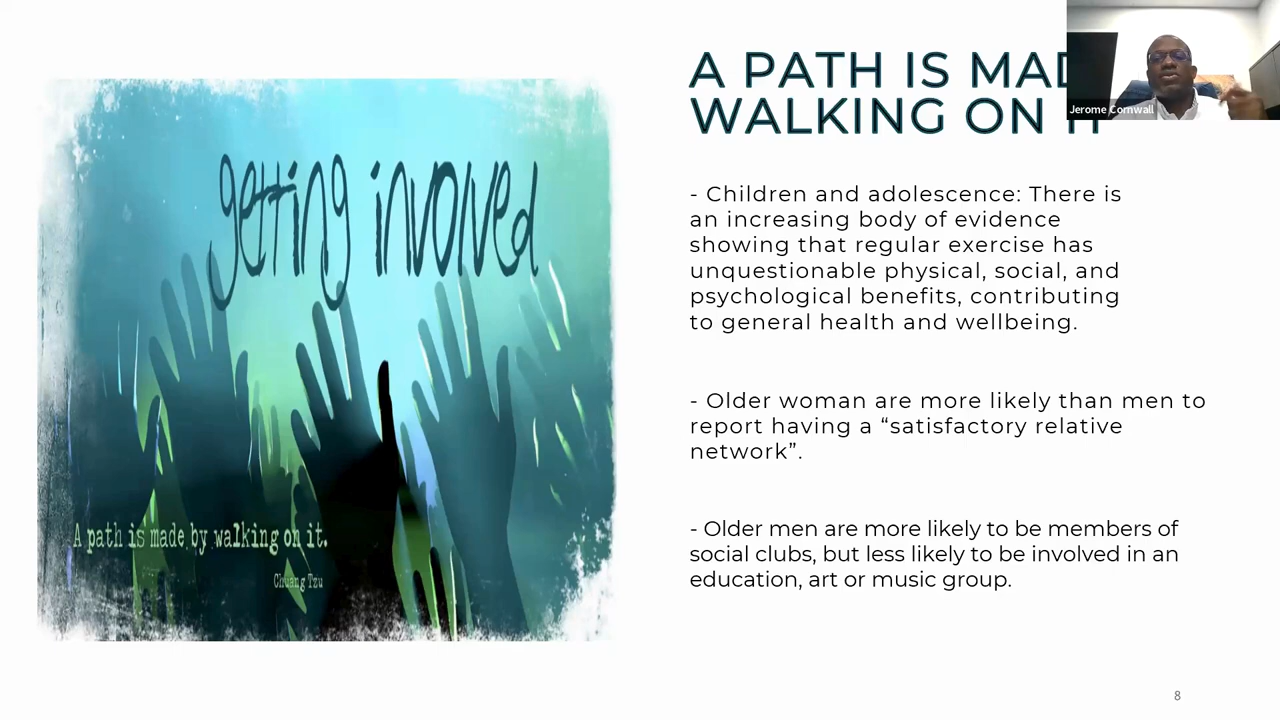 A PATH IS MAD
WALKING ON IT
Jerome Cornwall
getting involved
A path is made by walking on it.
Chuang Tzu
- Children and adolescence: There is
an increasing body of evidence
showing that regular exercise has
unquestionable physical, social, and
psychological benefits, contributing
to general health and wellbeing.
- Older woman are more likely than men to
report having a “satisfactory relative
network”.
- Older men are more likely to be members of
social clubs, but less likely to be involved in an
education, art or music group.
8